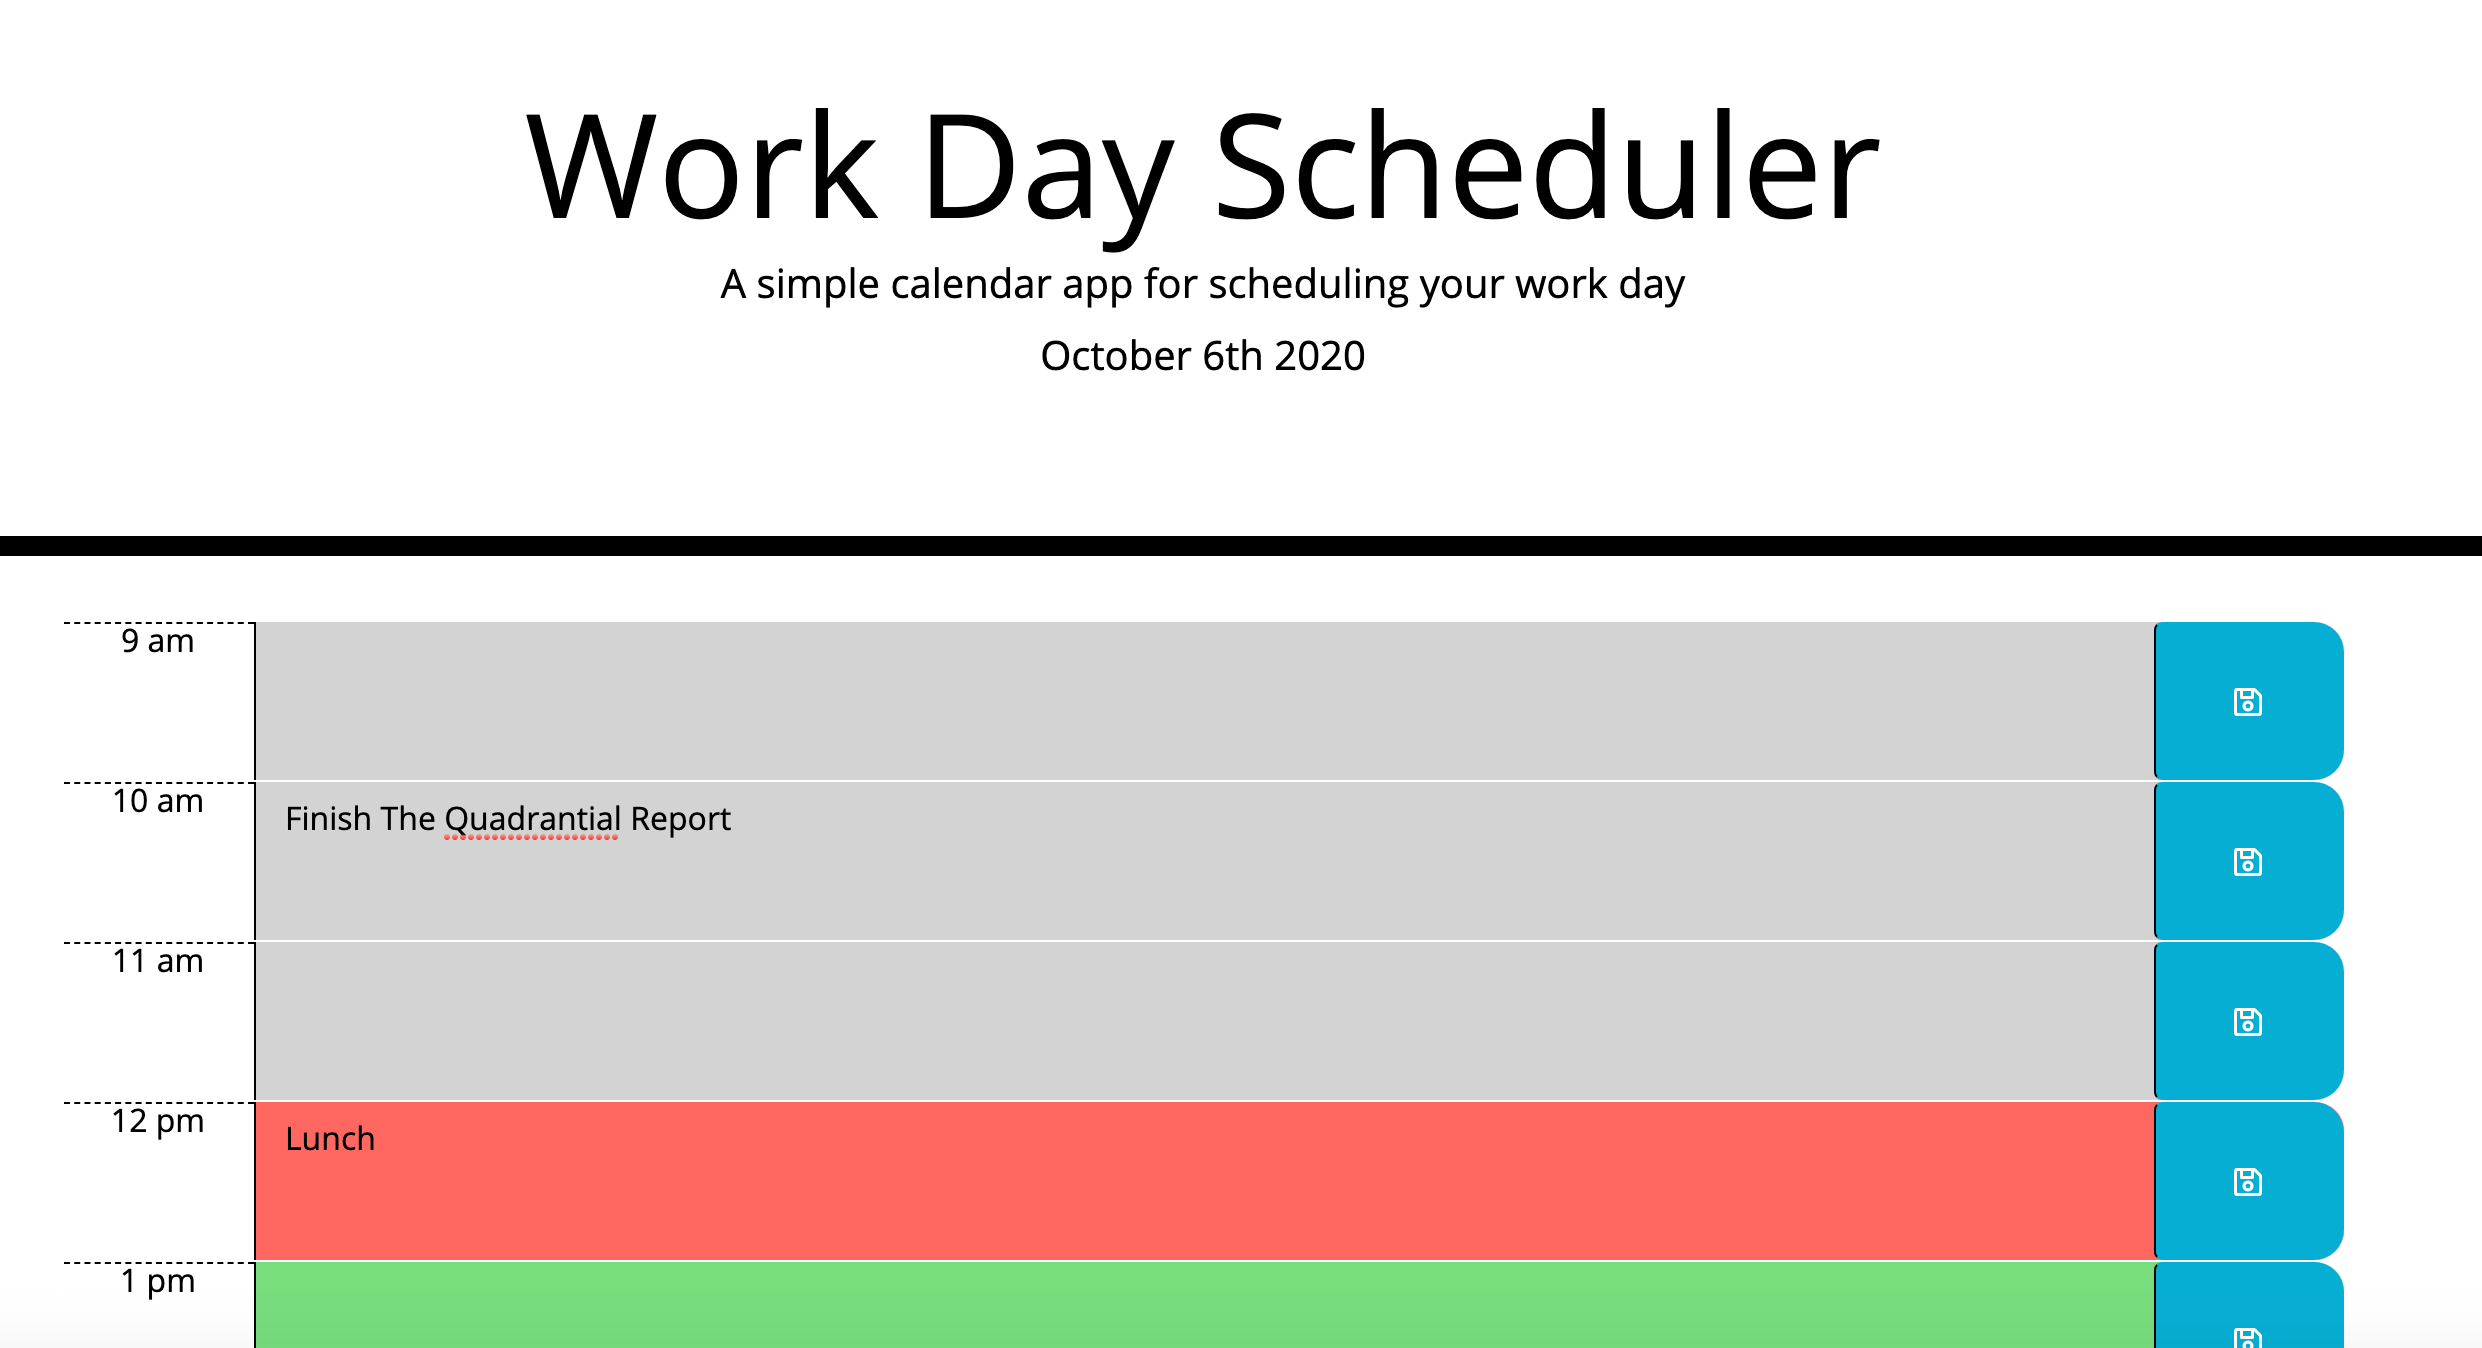 Work Day Scheduler
A simple calendar app for scheduling your work day
October 6th 2020
9 am
10 am
Finish The Quadrantial Report
11 am
12 pm
Lunch
1 pm